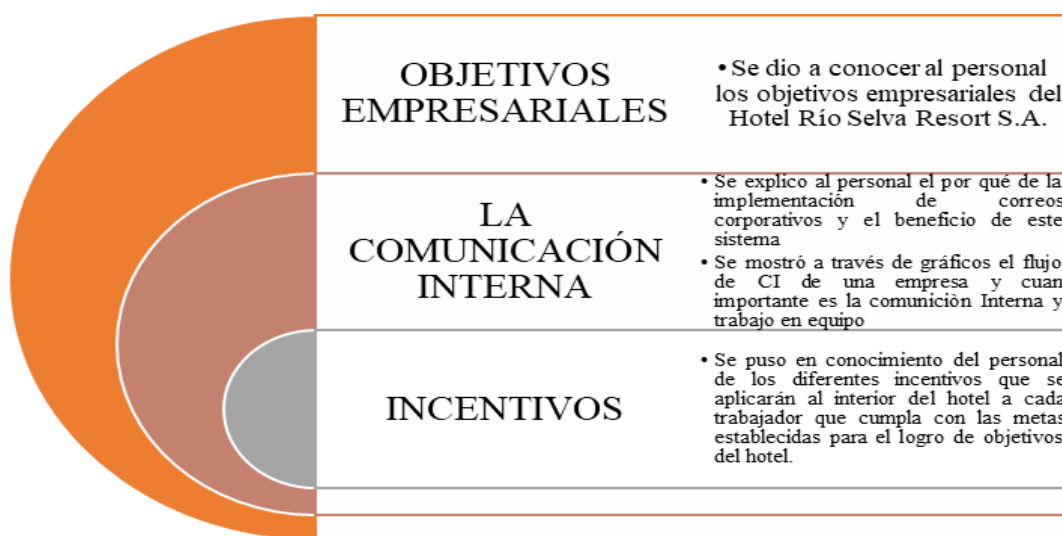 OBJETIVOS
EMPRESARIALES
• Se dio a conocer al personal
los objetivos empresariales del
Hotel Río Selva Resort S.A.
LA
COMUNICACIÓN
INTERNA
• Se explico al personal el por qué de la
implementación de correos
corporativos y el beneficio de este
sistema
• Se mostró a través de gráficos el flujo
de CI de una empresa y cuan
importante es la comuniciòn Interna y
trabajo en equipo
INCENTIVOS
• Se puso en conocimiento del personal
de los diferentes incentivos que se
aplicarán al interior del hotel a cada
trabajador que cumpla con las metas
establecidas para el logro de objetivos
del hotel.